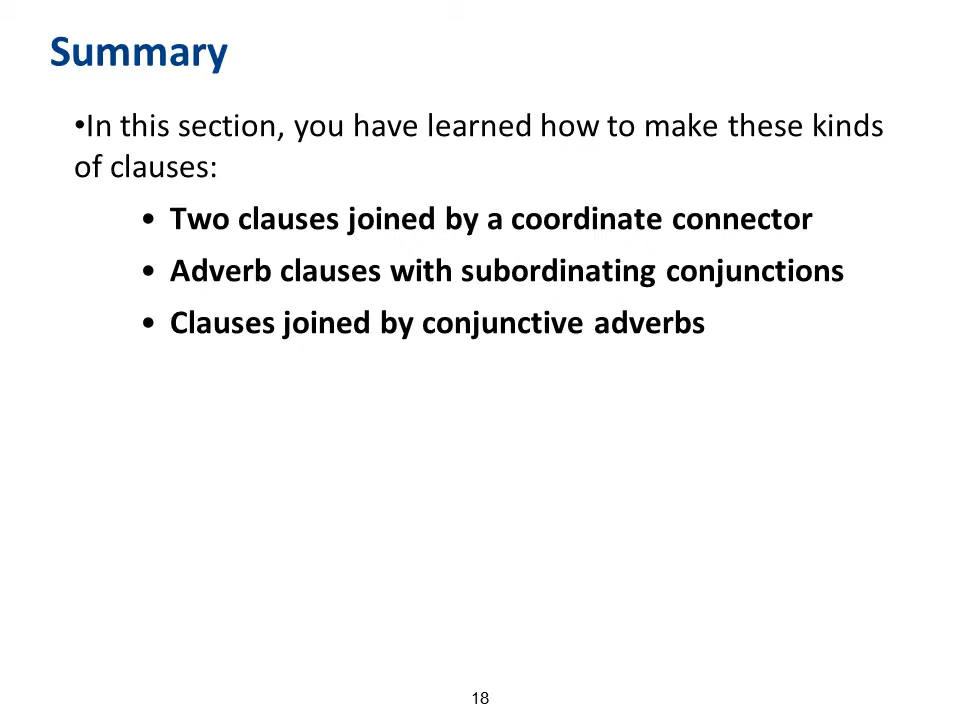 Summary
•In this section, you have learned how to make these kinds
of clauses:
• Two clauses joined by a coordinate connector
• Adverb clauses with subordinating conjunctions
• Clauses joined by conjunctive adverbs
18